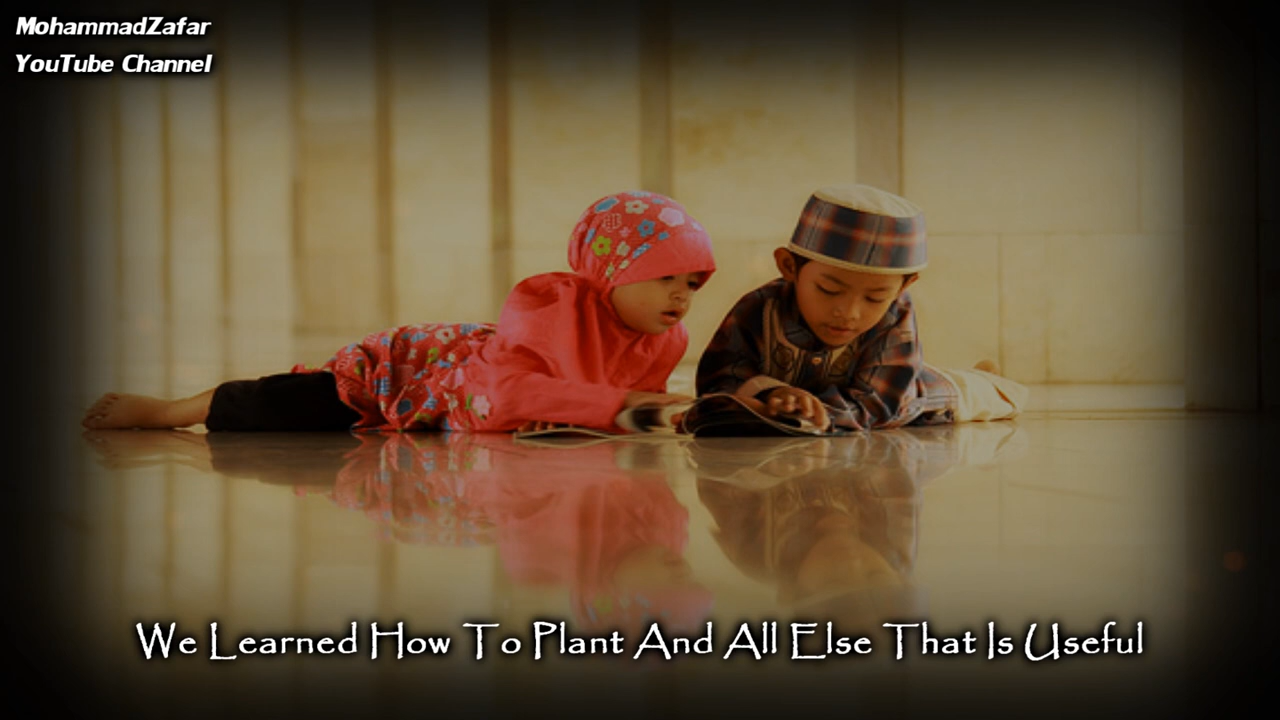 MohammadZafar
YouTube Channel
We Learned How To Plant And All Else That Is Useful